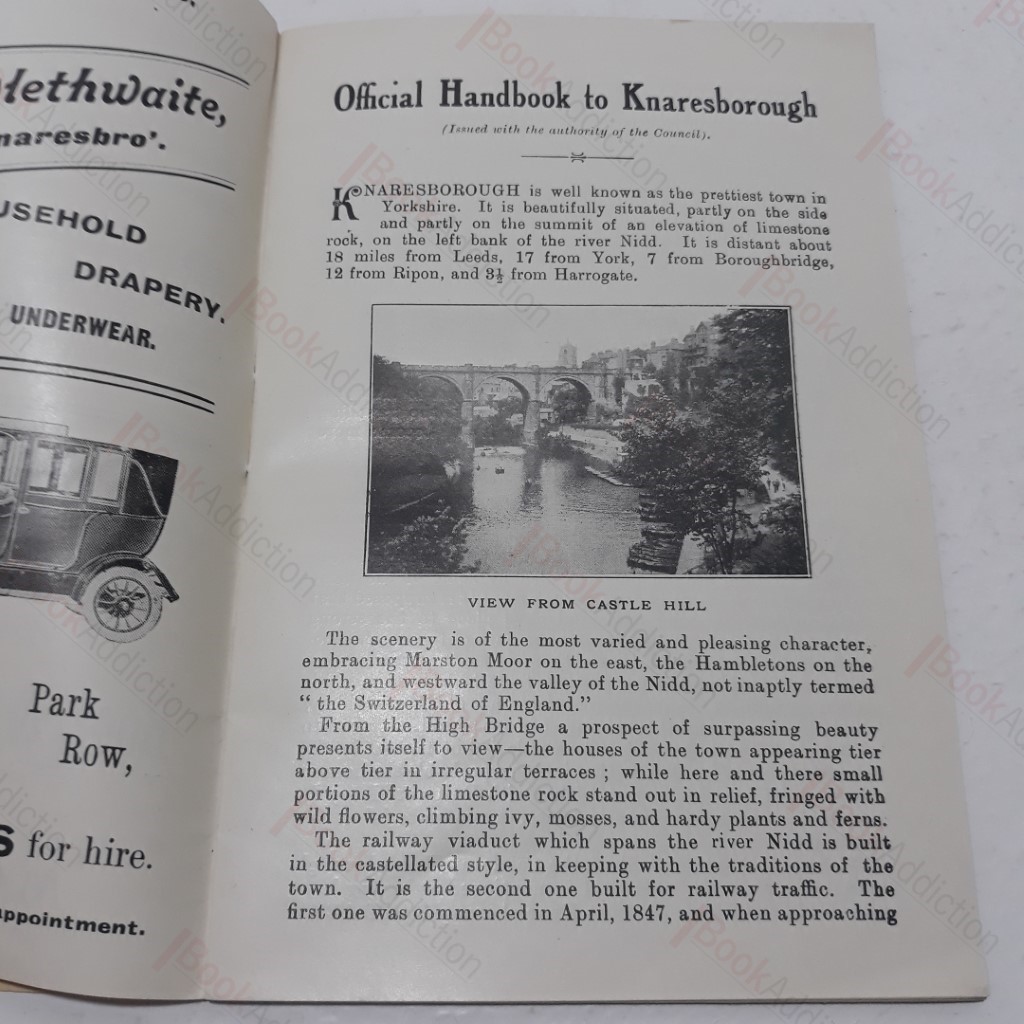 lethwaite,
naresbro'.
USEHOLD
DRAPERY.
UNDERWEAR.
Park
Row,
S for hire.
appointment.
Official Handbook to Knaresborough
(Issued with the authority of the Council).
KNARESBOROUGH is well known as the prettiest town in
Yorkshire. It is beautifully situated, partly on the side
and partly on the summit of an elevation of limestone
rock, on the left bank of the river Nidd. It is distant about
18 miles from Leeds, 17 from York, 7 from Boroughbridge,
12 from Ripon, and 3½ from Harrogate.
VIEW FROM CASTLE HILL
The scenery is of the most varied and pleasing character,
embracing Marston Moor on the east, the Hambletons on the
north, and westward the valley of the Nidd, not inaptly termed
" the Switzerland of England."
From the High Bridge a prospect of surpassing beauty
presents itself to view—the houses of the town appearing tier
above tier in irregular terraces ; while here and there small
portions of the limestone rock stand out in relief, fringed with
wild flowers, climbing ivy, mosses, and hardy plants and ferns.
The railway viaduct which spans the river Nidd is built
in the castellated style, in keeping with the traditions of the
town. It is the second one built for railway traffic. The
first one was commenced in April, 1847, and when approaching
BookAddiction